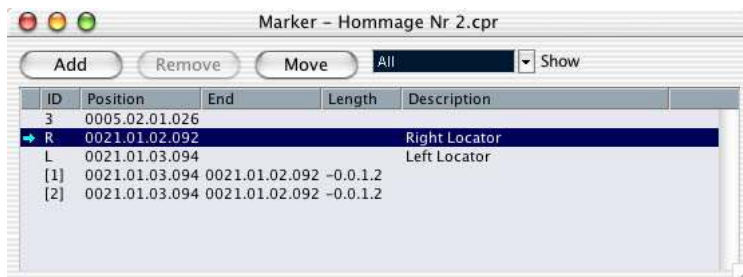 Marker – Hommage Nr 2.cpr
Add Remove Move All Show
ID Position End Length Description
3 0005.02.01.026
R 0021.01.02.092 Right Locator
L 0021.01.03.094 Left Locator
[1] 0021.01.03.094 0021.01.02.092 –0.0.1.2
[2] 0021.01.03.094 0021.01.02.092 –0.0.1.2